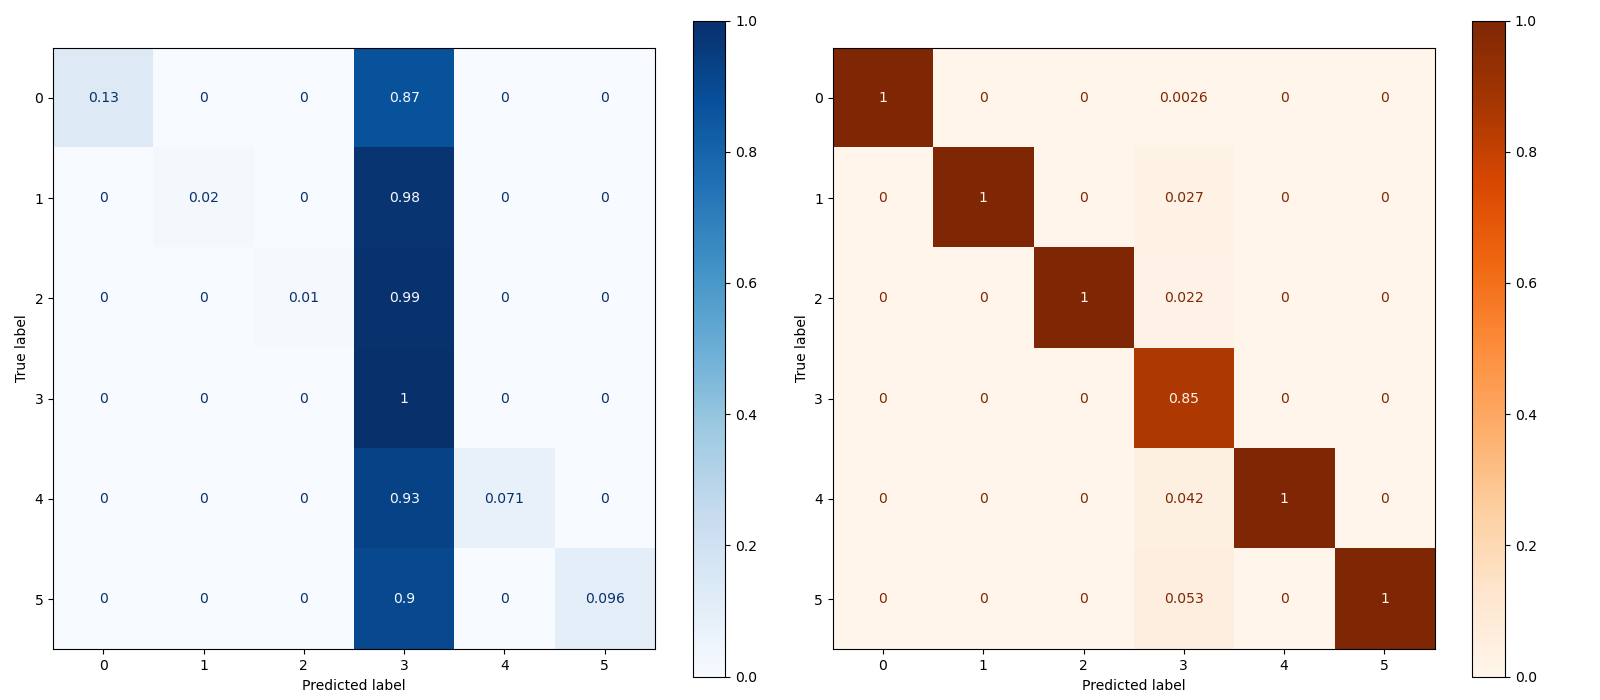 1.0 1.0
0 0.13 0 0 0.87 0 0 0 1 0 0 0.0026 0 0
0.8 0.8
1 0 0.02 0 0.98 0 0 1 0 1 0 0.027 0 0
0.6 0.6
2 0 0 0.01 0.99 0 0 2 0 0 1 0.022 0 0
True label True label
3 0 0 0 1 0 0 3 0 0 0 0.85 0 0
0.4 0.4
4 0 0 0 0.93 0.071 0 4 0 0 0 0.042 1 0
0.2 0.2
5 0 0 0 0.9 0 0.096 5 0 0 0 0.053 0 1
0.0 0.0
0 1 2 3 4 5 0 1 2 3 4 5
Predicted label Predicted label